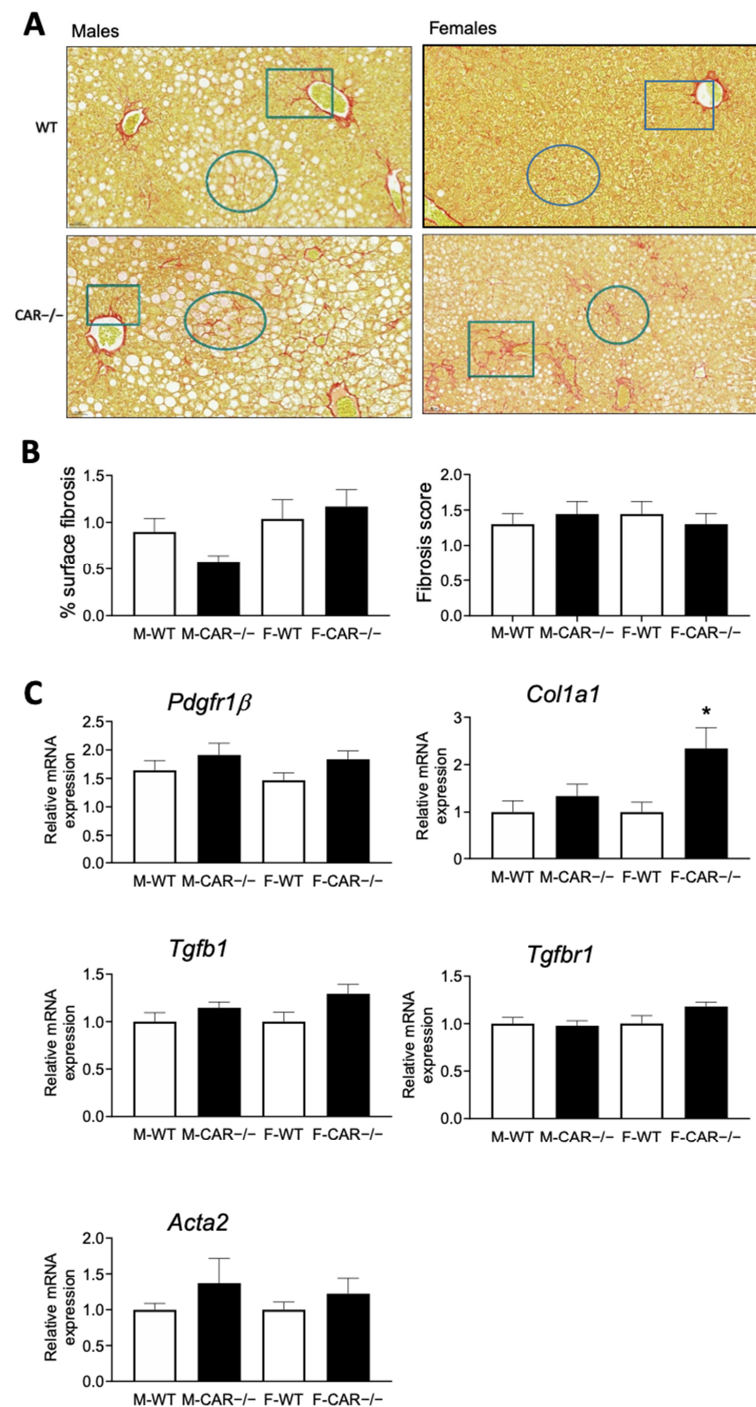 A
Males
Females
WT
CAR−/−
B
% surface fibrosis
1.5
1.0
0.5
0.0
M-WT M-CAR−/− F-WT F-CAR−/−
Fibrosis score
2.0
1.5
1.0
0.5
0.0
M-WT M-CAR−/− F-WT F-CAR−/−
C
Pdgfr1β
Relative mRNA
expression
2.5
2.0
1.5
1.0
0.5
0.0
M-WT M-CAR−/− F-WT F-CAR−/−
Col1a1
Relative mRNA
expression
3
2
1
0
*
M-WT M-CAR−/− F-WT F-CAR−/−
Tgfb1
Relative mRNA
expression
1.5
1.0
0.5
0.0
M-WT M-CAR−/− F-WT F-CAR−/−
Tgfbr1
Relative mRNA
expression
1.5
1.0
0.5
0.0
M-WT M-CAR−/− F-WT F-CAR−/−
Acta2
Relative mRNA
expression
2.0
1.5
1.0
0.5
0.0
M-WT M-CAR−/− F-WT F-CAR−/−